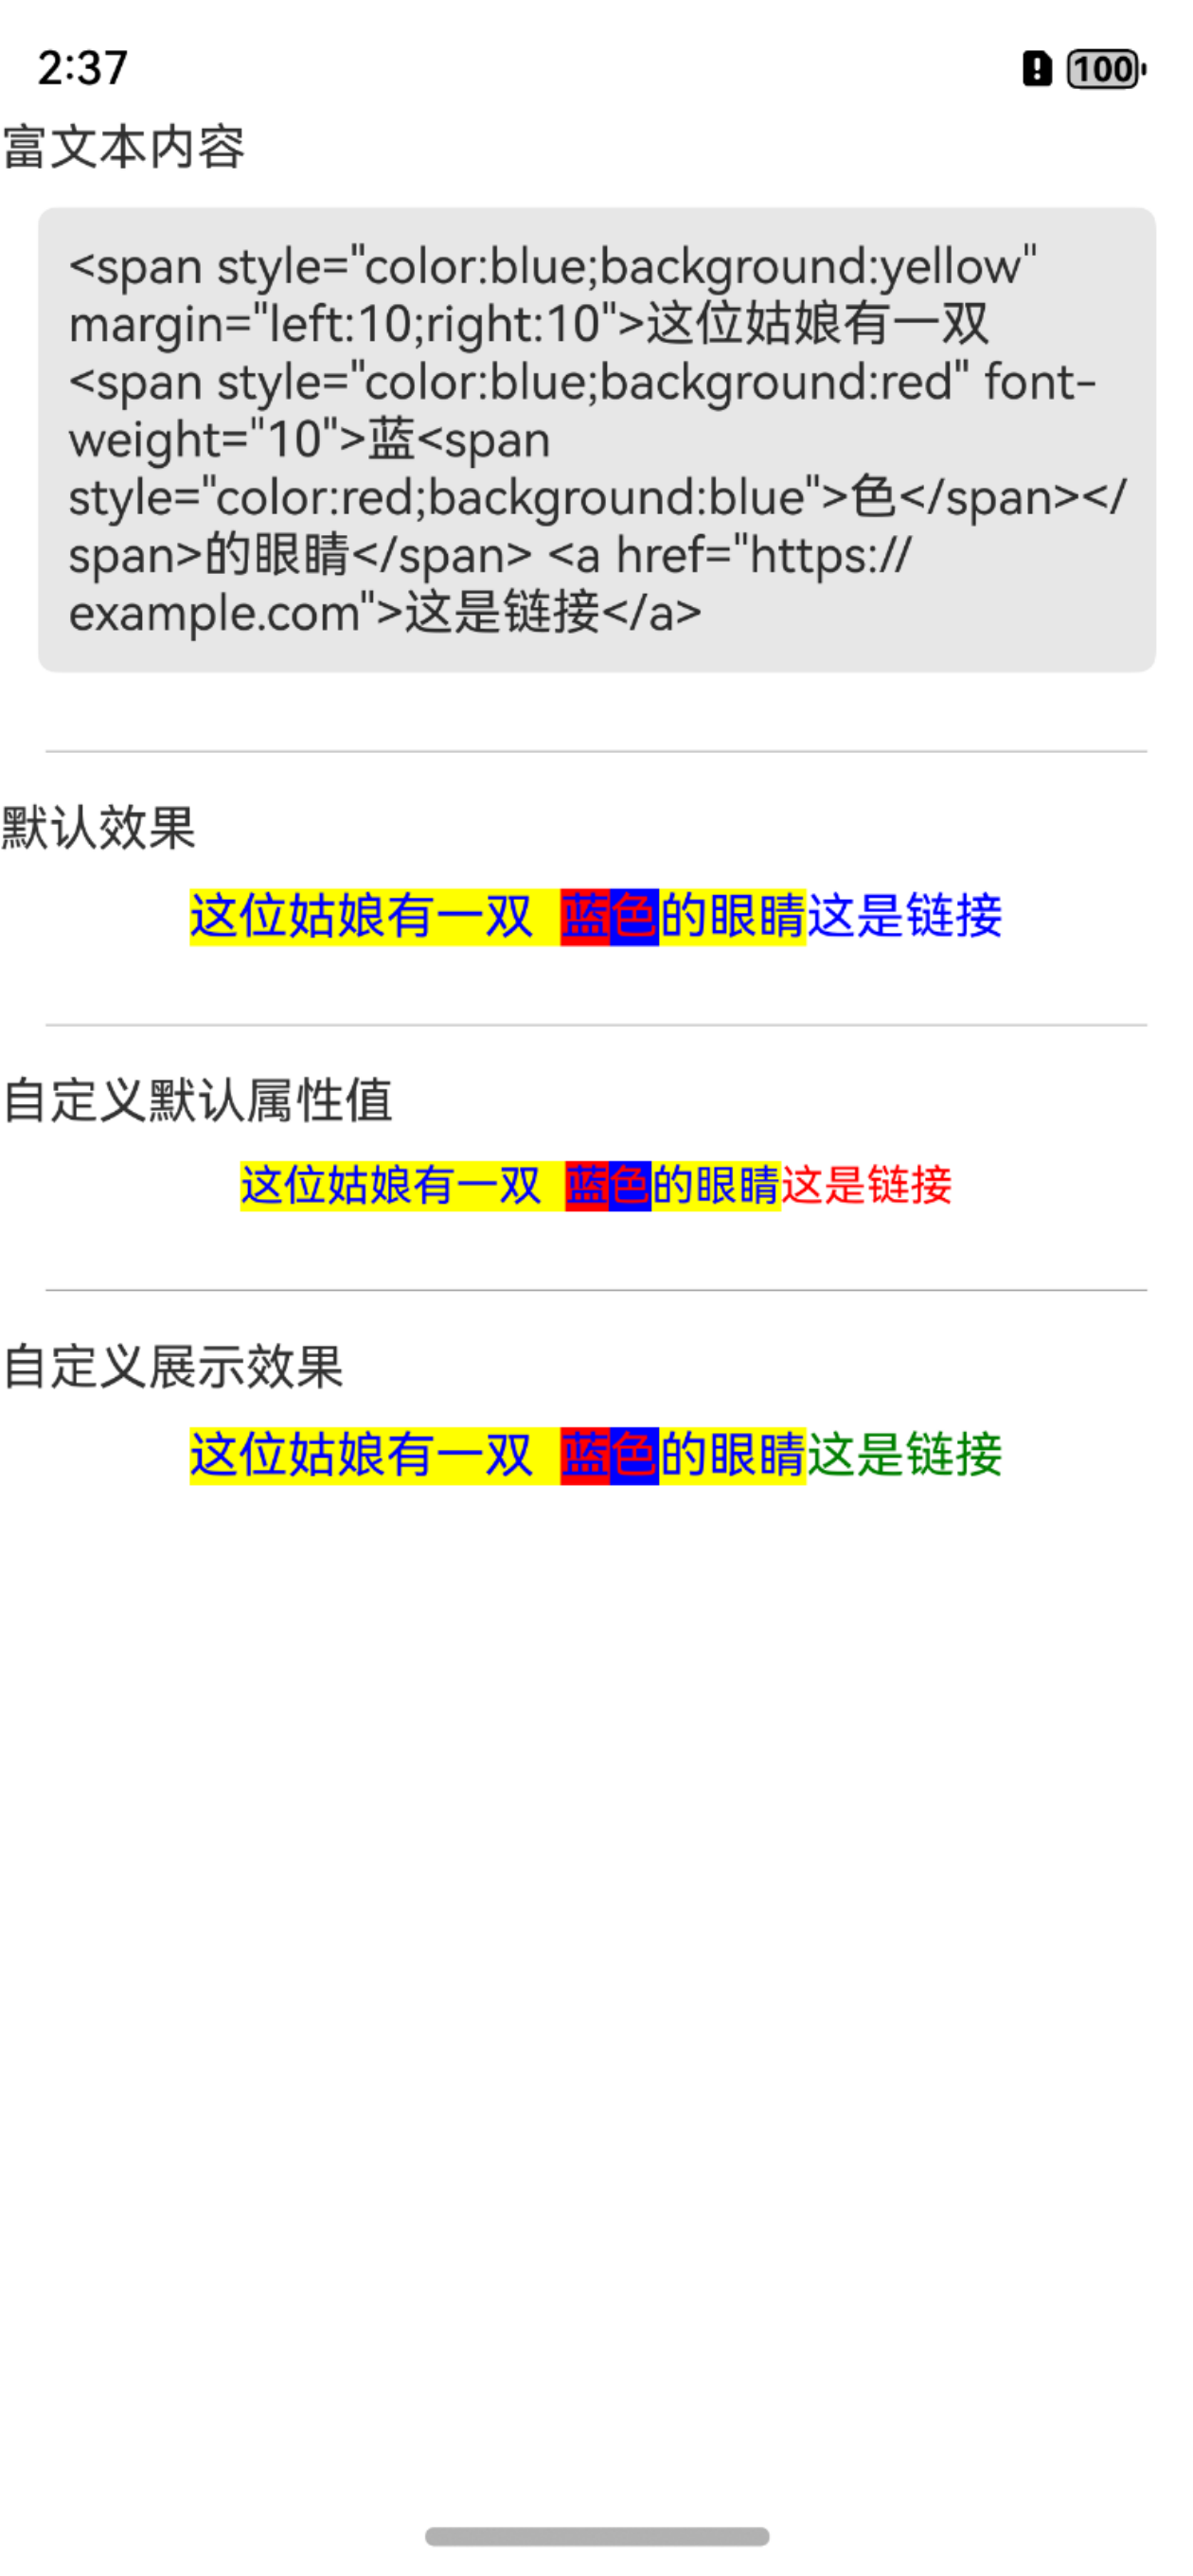 2:37
100
富文本内容
<span style="color:blue;background:yellow"
margin="left:10;right:10">这位姑娘有一双
<span style="color:blue;background:red" font-
weight="10">蓝<span
style="color:red;background:blue">色</span></
span>的眼睛</span> <a href="https://
example.com">这是链接</a>
默认效果
这位姑娘有一双 蓝色的眼睛这是链接
自定义默认属性值
这位姑娘有一双 蓝色的眼睛这是链接
自定义展示效果
这位姑娘有一双 蓝色的眼睛这是链接